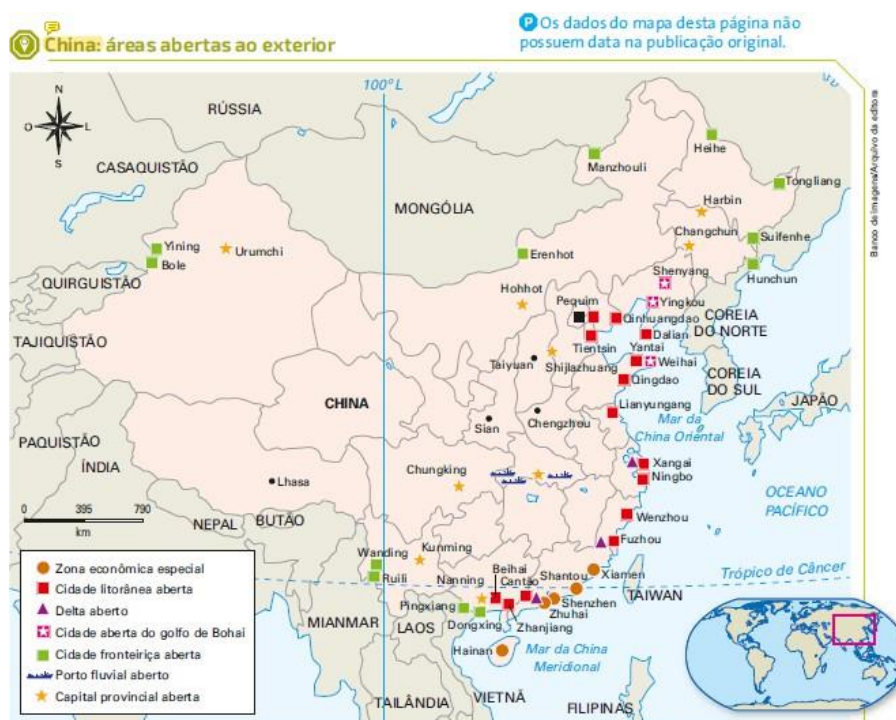 China: áreas abertas ao exterior
P Os dados do mapa desta página não
possuem data na publicação original.
Banco de imagens/Arquivo da editora
100° L
N
O
L
S
RÚSSIA
CASAQUISTÃO
MONGÓLIA
Heihe
Manzhouli
Tongliang
Harbin
Changchun
Suifenhe
Yining
Urumchi
Bole
Erenhot
Hunchun
Shenyang
QUIRGUISTÃO
Hohhot
Yingkou
Pequim
Qinhuangdao
COREIA
DO NORTE
TAJIQUISTÃO
Dalian
Tientsin
Yantai
Taiyuan
Shijiazhuang
Weihai
COREIA
DO SUL
Qingdao
JAPÃO
CHINA
Lianyungang
Chengzhou
Mar da
China Oriental
Sian
PAQUISTÃO
ÍNDIA
Chungking
Xangai
Lhasa
Ningbo
OCEANO
PACÍFICO
0 395 790
km
NEPAL
BUTÃO
Wenzhou
Fuzhou
Wanding
Kunming
Beihai
Nanning
Cantão
Shantou
Xiamen
Trópico de Câncer
Ruili
TAIWAN
Shenzhen
Pingxiang
Zhuhai
Dongxing
Zhanjiang
MIANMAR
LAOS
Hainan
Mar da China
Meridional
TAILÂNDIA
VIETNÃ
FILIPINAS
Zona econômica especial
Cidade litorânea aberta
Delta aberto
Cidade aberta do golfo de Bohai
Cidade fronteiriça aberta
Porto fluvial aberto
Capital provincial aberta